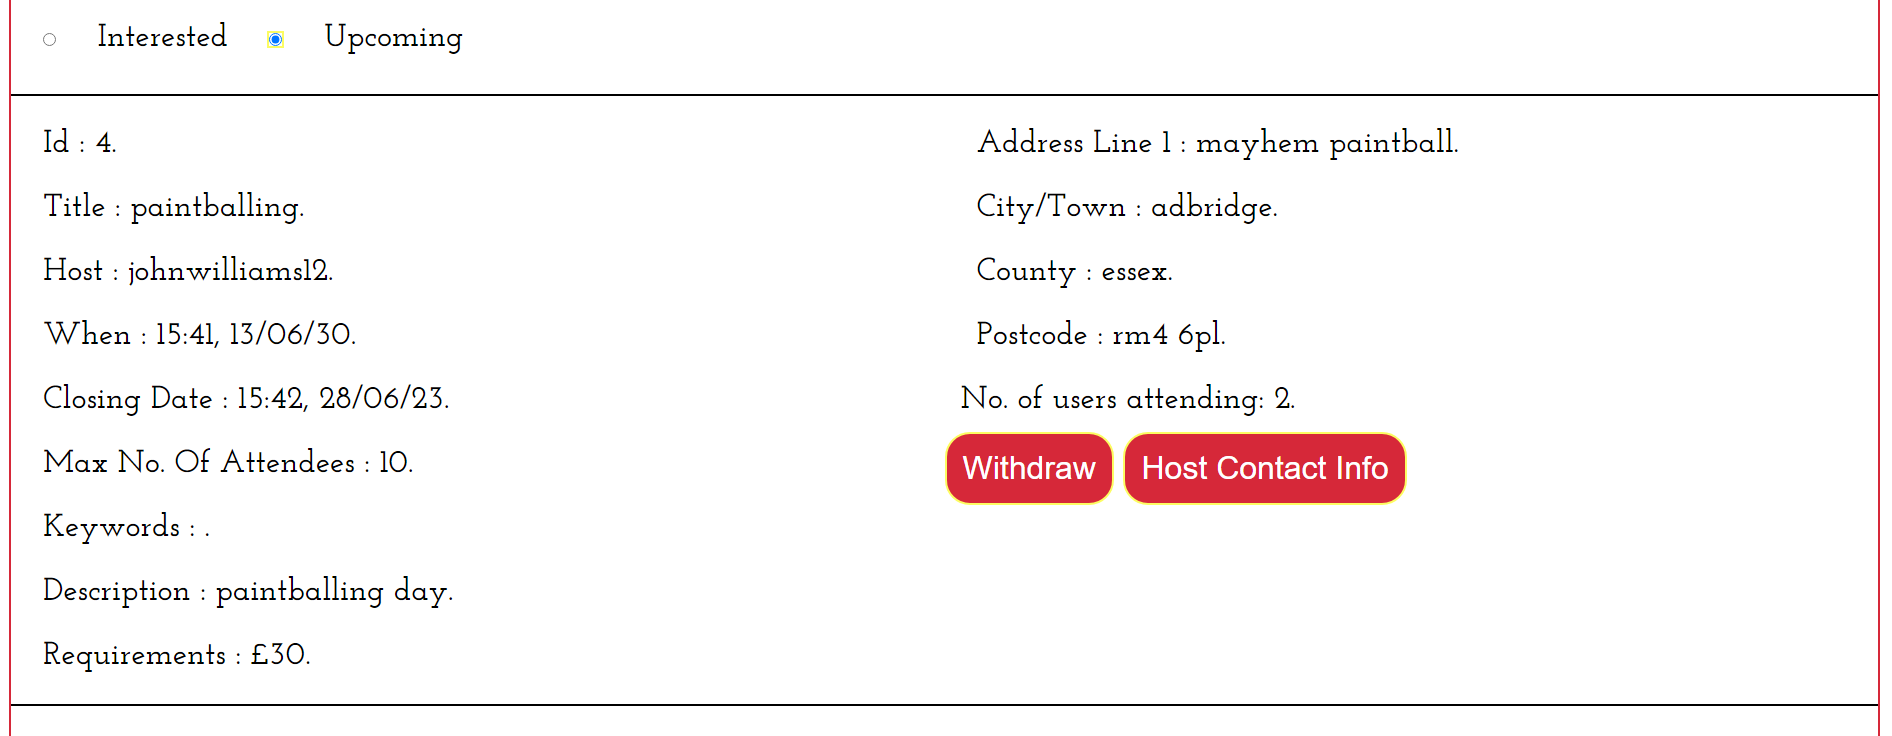 Interested Upcoming
Id : 4.
Title : paintballing.
Host : johnwilliams12.
When : 15:41, 13/06/30.
Closing Date : 15:42, 28/06/23.
Max No. Of Attendees : 10.
Keywords : .
Description : paintballing day.
Requirements : £30.
Address Line 1 : mayhem paintball.
City/Town : adbridge.
County : essex.
Postcode : rm4 6pl.
No. of users attending: 2.
Withdraw Host Contact Info